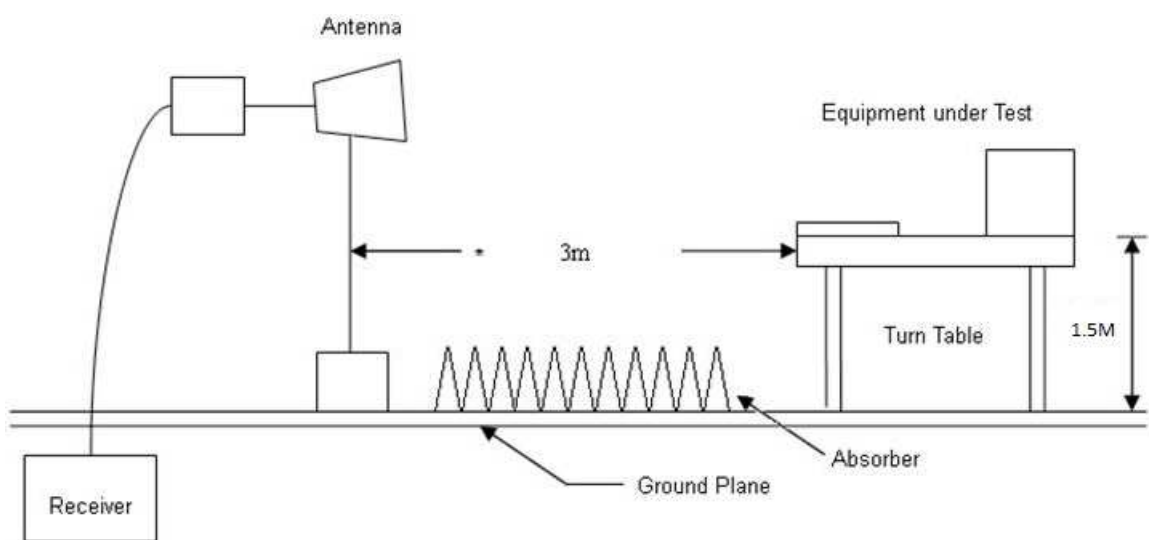 Antenna
Equipment under Test
* 3m
Turn Table
1.5M
Absorber
Ground Plane
Receiver